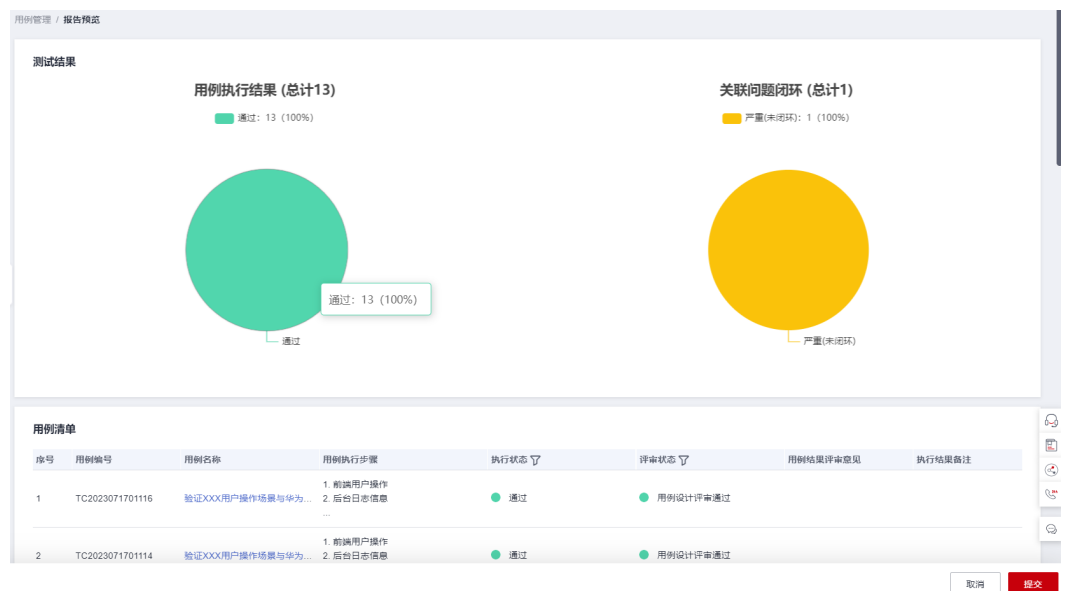 用例管理 / 报告预览
测试结果
用例执行结果 (总计13)
通过：13（100%）
通过：13（100%）
通过
关联问题闭环 (总计1)
严重(未闭环)：1（100%）
严重(未闭环)
用例清单
序号 用例编号 用例名称 用例执行步骤 执行状态 评审状态 用例结果评审意见 执行结果备注
1 TC2023071701116 验证XXX用户操作场景与华为... 1. 前端用户操作 通过 用例设计评审通过
2. 后台日志信息
...
2 TC2023071701114 验证XXX用户操作场景与华为... 1. 前端用户操作 通过 用例设计评审通过
2. 后台日志信息
取消 提交